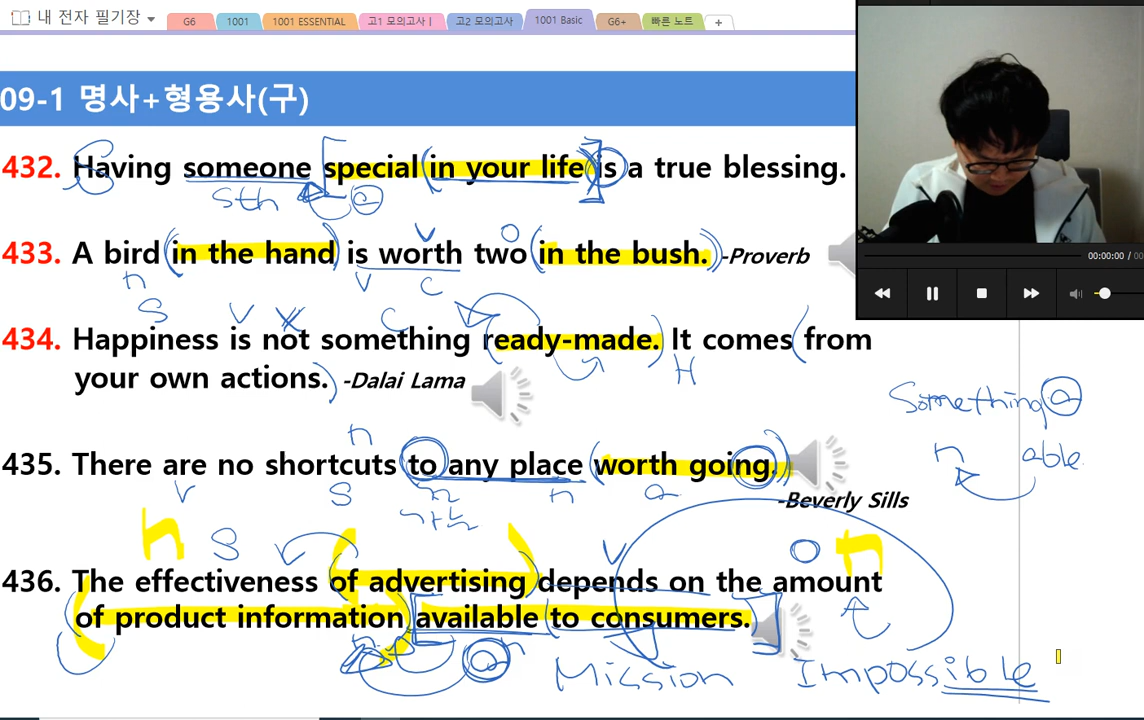 내 전자 필기장
G6
1001
1001 ESSENTIAL
고1 모의고사 I
고2 모의고사
1001 Basic
G6+
빠른 노트
09-1 명사+형용사(구)
432. Having someone special in your life is a true blessing.
sth
a
00:00:00 / 00
433. A bird in the hand is worth two in the bush. -Proverb
V
O
n
V
C
S
V
C
434. Happiness is not something ready-made. It comes from
your own actions. -Dalai Lama
H
Something a
n
able
n
435. There are no shortcuts to any place worth going.
V
S
n
a
-Beverly Sills
n
S
V
O
n
436. The effectiveness of advertising depends on the amount
of product information available to consumers.
a
n
Mission
Impossible